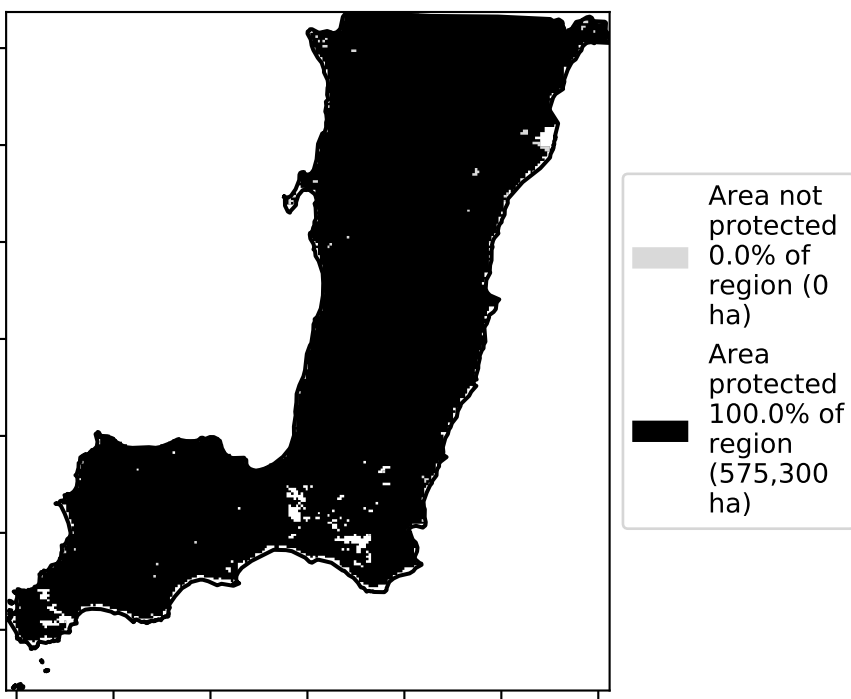 Area not
protected
0.0% of
region (0
ha)
Area
protected
100.0% of
region
(575,300
ha)